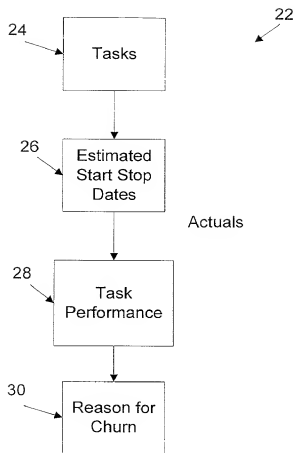 22
24
Tasks
26
Estimated
Start Stop
Dates
Actuals
28
Task
Performance
30
Reason for
Churn